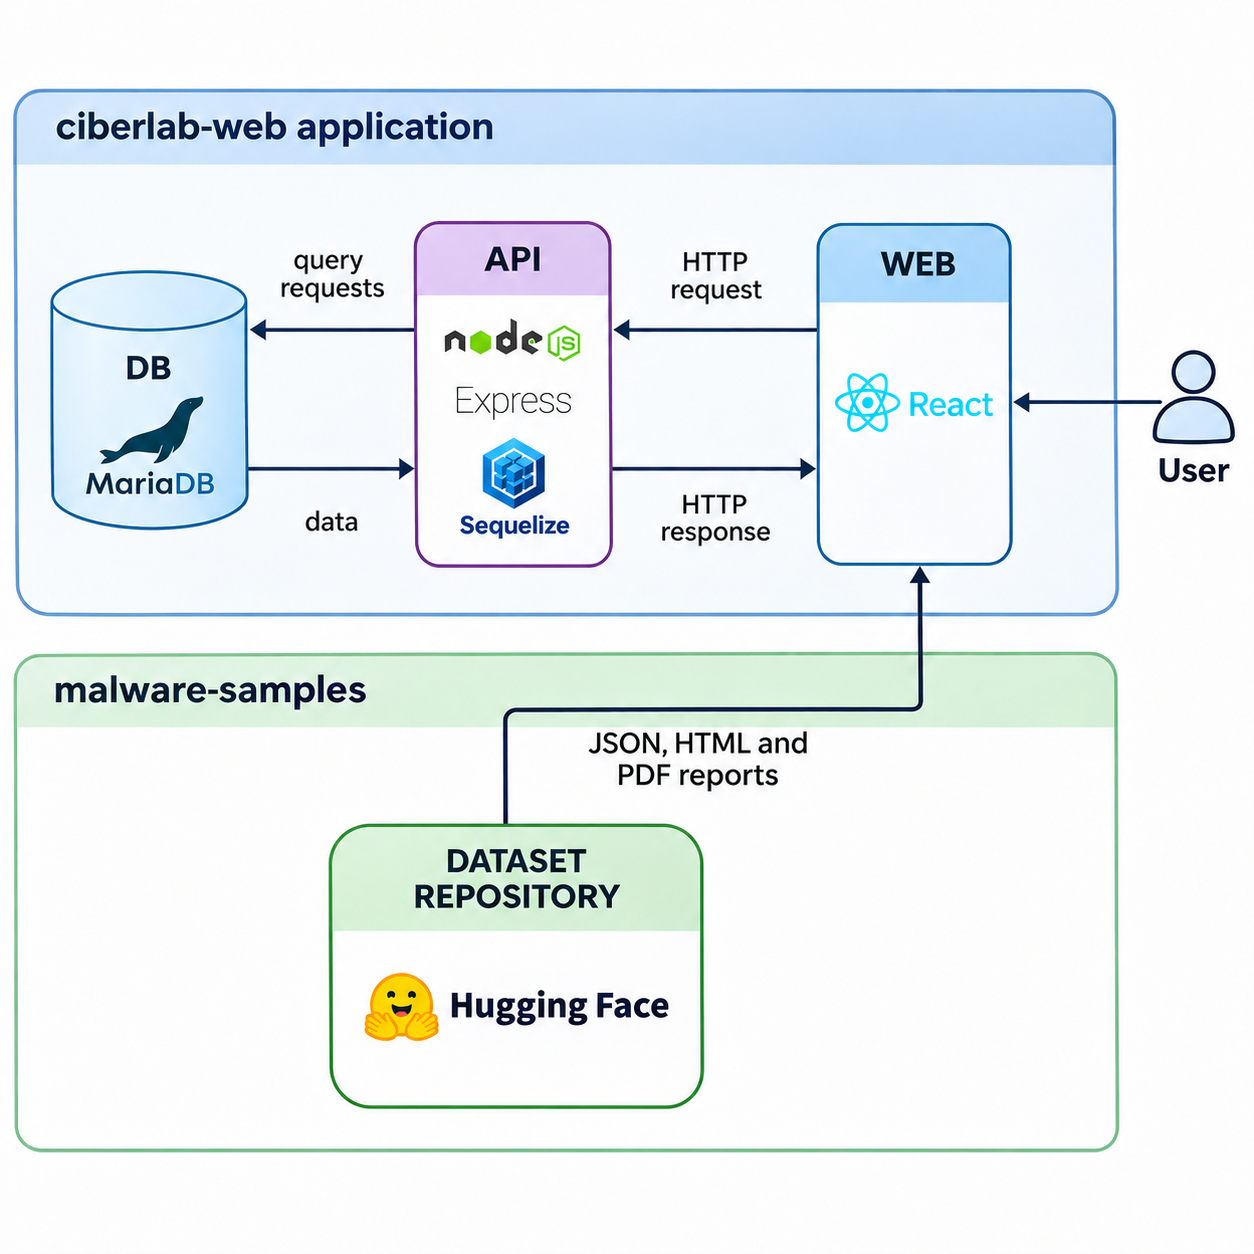 ciberlab-web application
query
requests
API
HTTP
request
WEB
node
JS
DB
Express
React
MariaDB
Sequelize
User
data
HTTP
response
malware-samples
JSON, HTML and
PDF reports
DATASET
REPOSITORY
Hugging Face